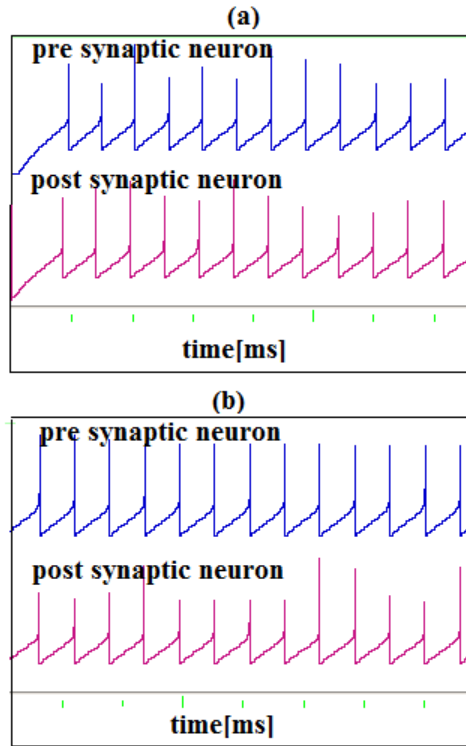 (a)
pre synaptic neuron
post synaptic neuron
time[ms]
(b)
pre synaptic neuron
post synaptic neuron
time[ms]